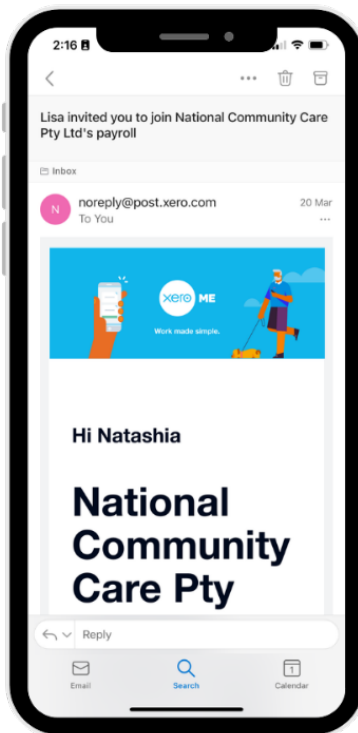 2:16
Lisa invited you to join National Community Care
Pty Ltd's payroll
Inbox
N
noreply@post.xero.com
20 Mar
To You
xero ME
Work made simple.
Hi Natashia
National
Community
Care Pty
Reply
1
Email
Search
Calendar